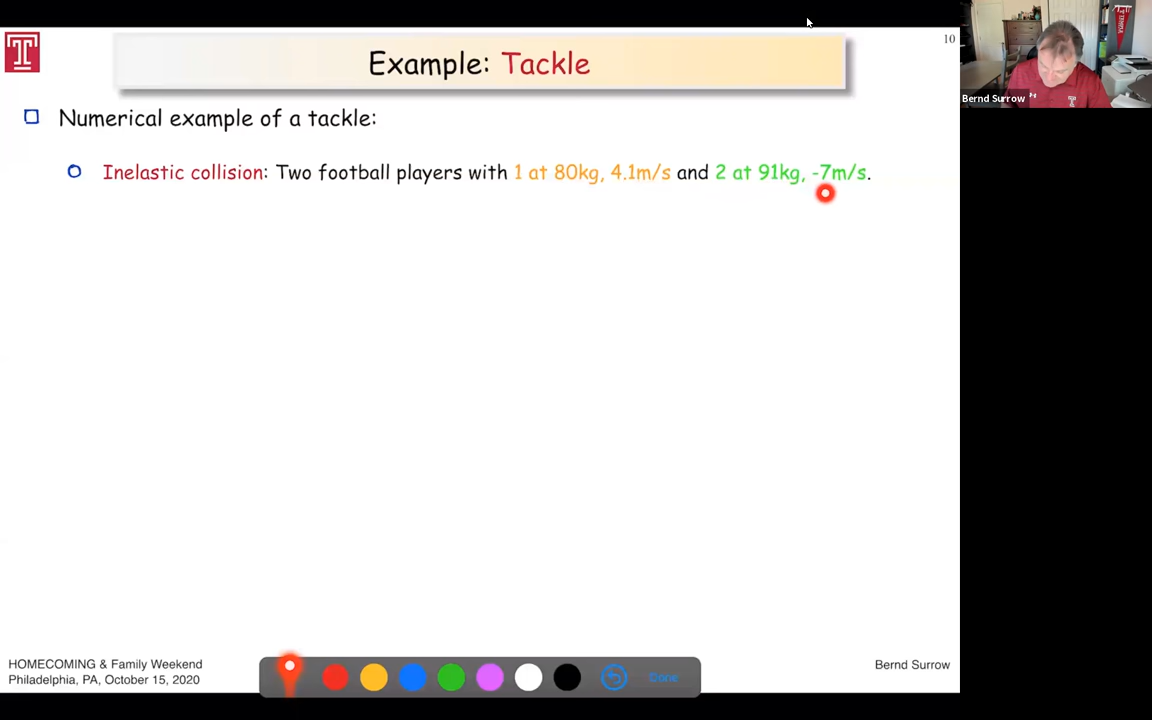 10
Example: Tackle
Numerical example of a tackle:
Inelastic collision: Two football players with 1 at 80kg, 4.1m/s and 2 at 91kg, -7m/s.
Bernd Surrow
HOMECOMING & Family Weekend
Philadelphia, PA, October 15, 2020
Done
Bernd Surrow